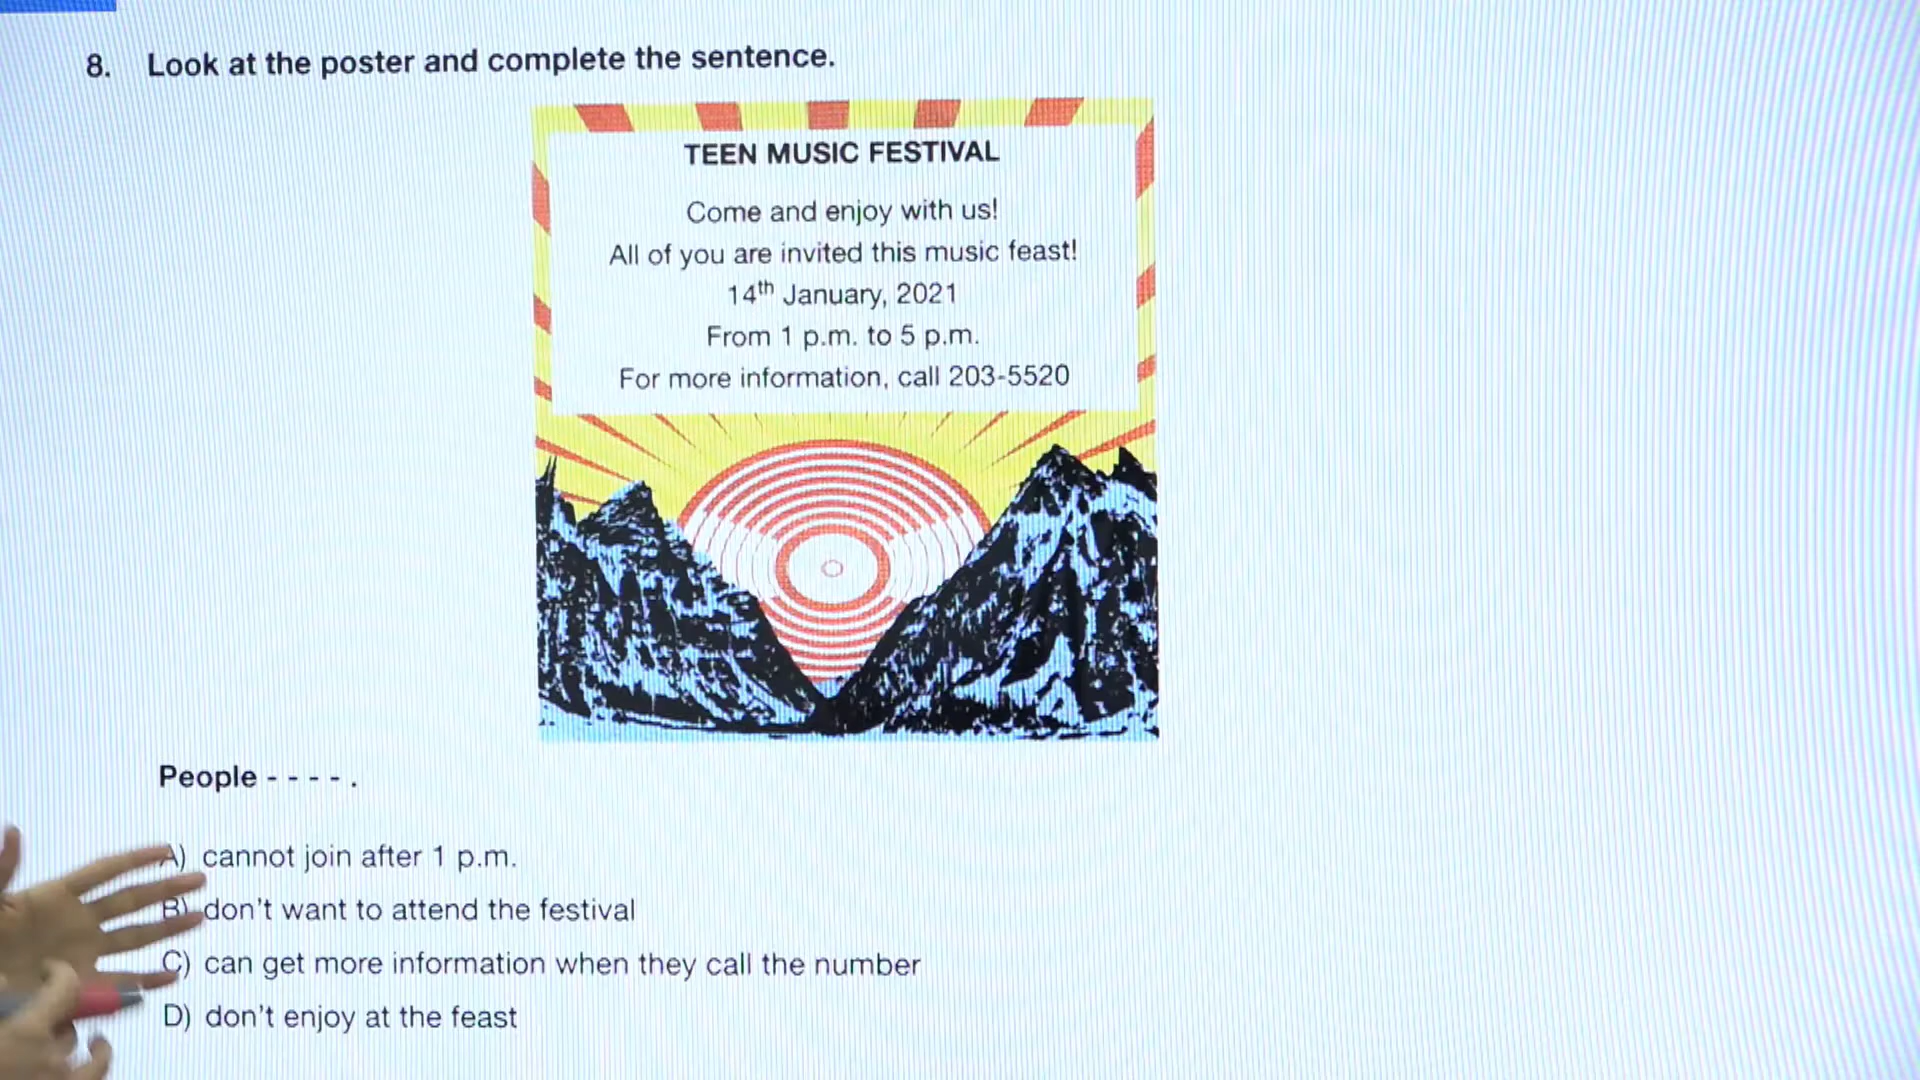 8. Look at the poster and complete the sentence.
TEEN MUSIC FESTIVAL
Come and enjoy with us!
All of you are invited this music feast!
14th January, 2021
From 1 p.m. to 5 p.m.
For more information, call 203-5520
People - - - - .
A) cannot join after 1 p.m.
B) don't want to attend the festival
C) can get more information when they call the number
D) don't enjoy at the feast